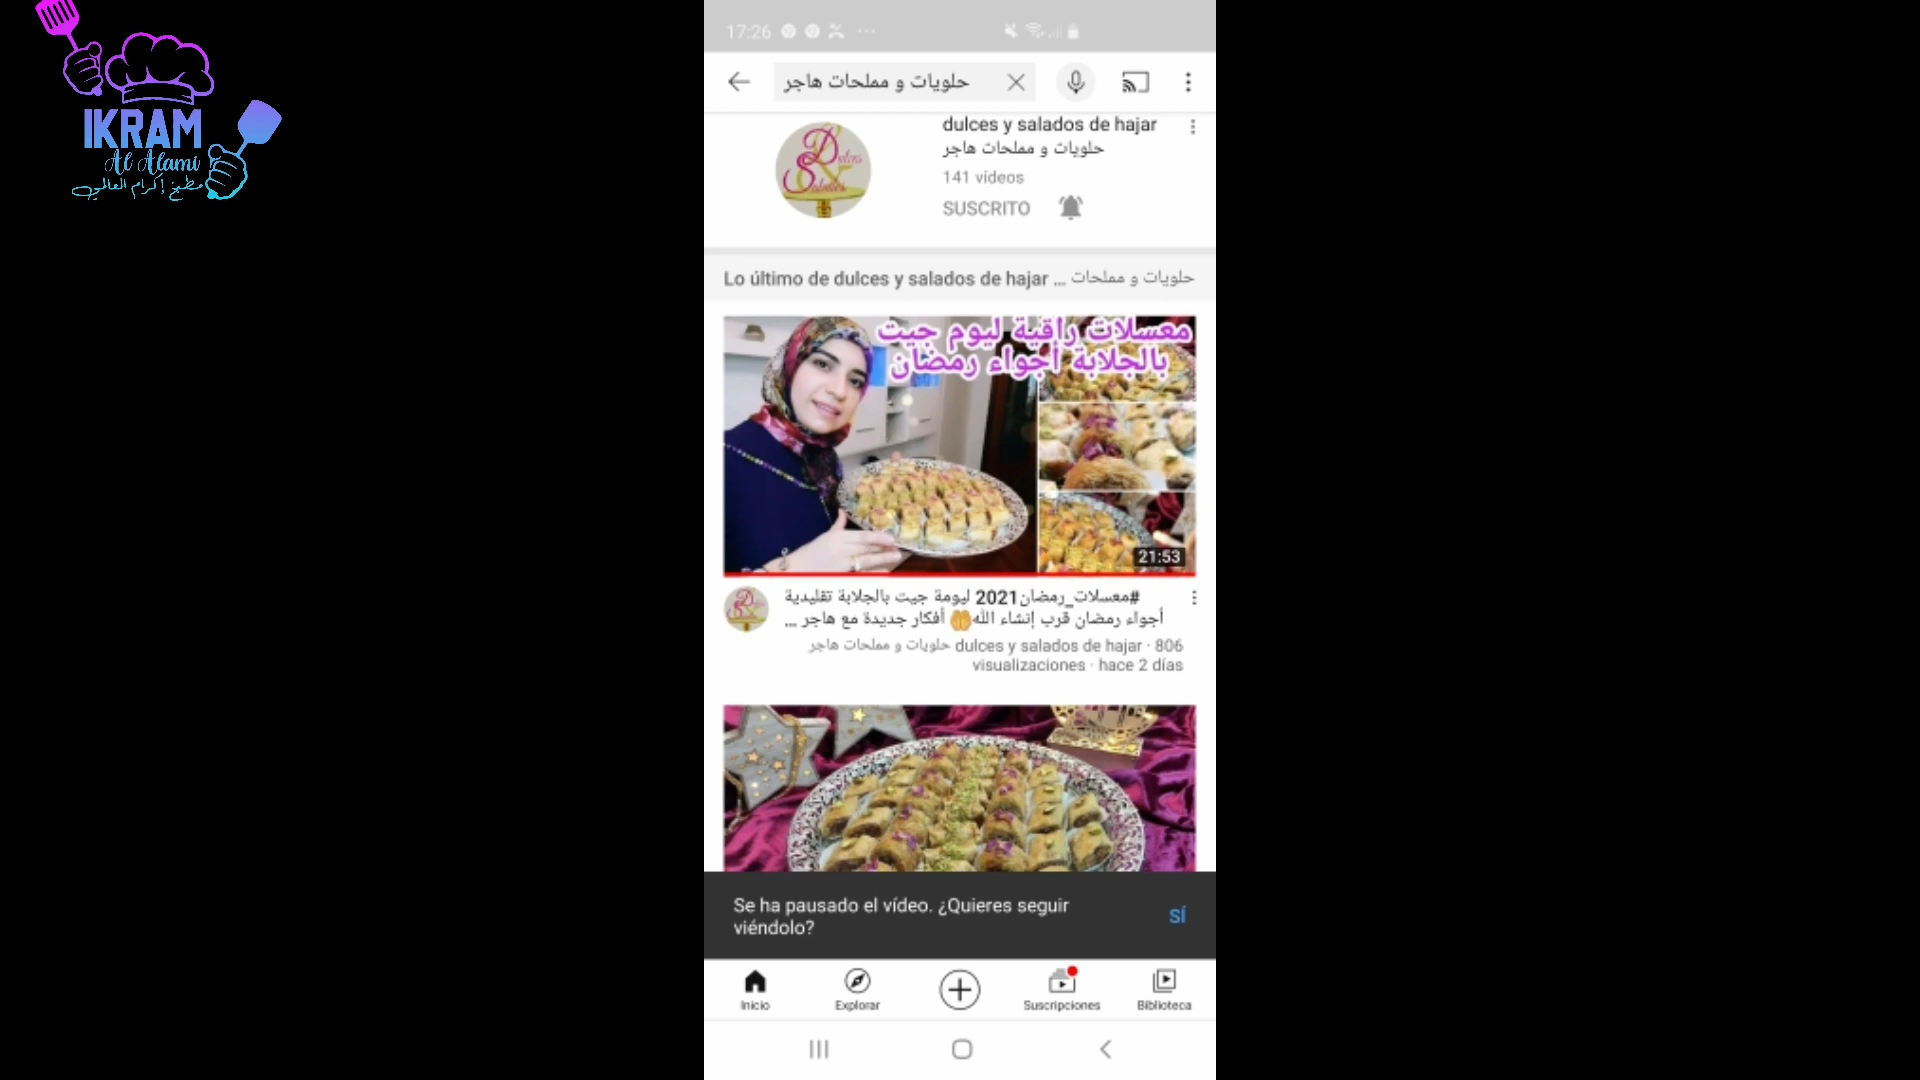 IKRAM
Al Alami
مطبخ إكرام العالمي
17:26
حلويات و مملحات هاجر
dulces y salados de hajar
حلويات و مملحات هاجر
141 vídeos
SUSCRITO
Dulces
&
Salados
Lo último de dulces y salados de hajar ... حلويات و مملحات
معسلات راقية ليوم جيت
بالجلابة أجواء رمضان
21:53
#معسلات_رمضان2021 ليومة جيت بالجلابة تقليدية
أجواء رمضان قرب إنشاء الله🤲 أفكار جديدة مع هاجر ...
حلويات و مملحات هاجر dulces y salados de hajar · 806
visualizaciones · hace 2 días
Se ha pausado el vídeo. ¿Quieres seguir
viéndolo?
SÍ
Inicio
Explorar
Suscripciones
Biblioteca